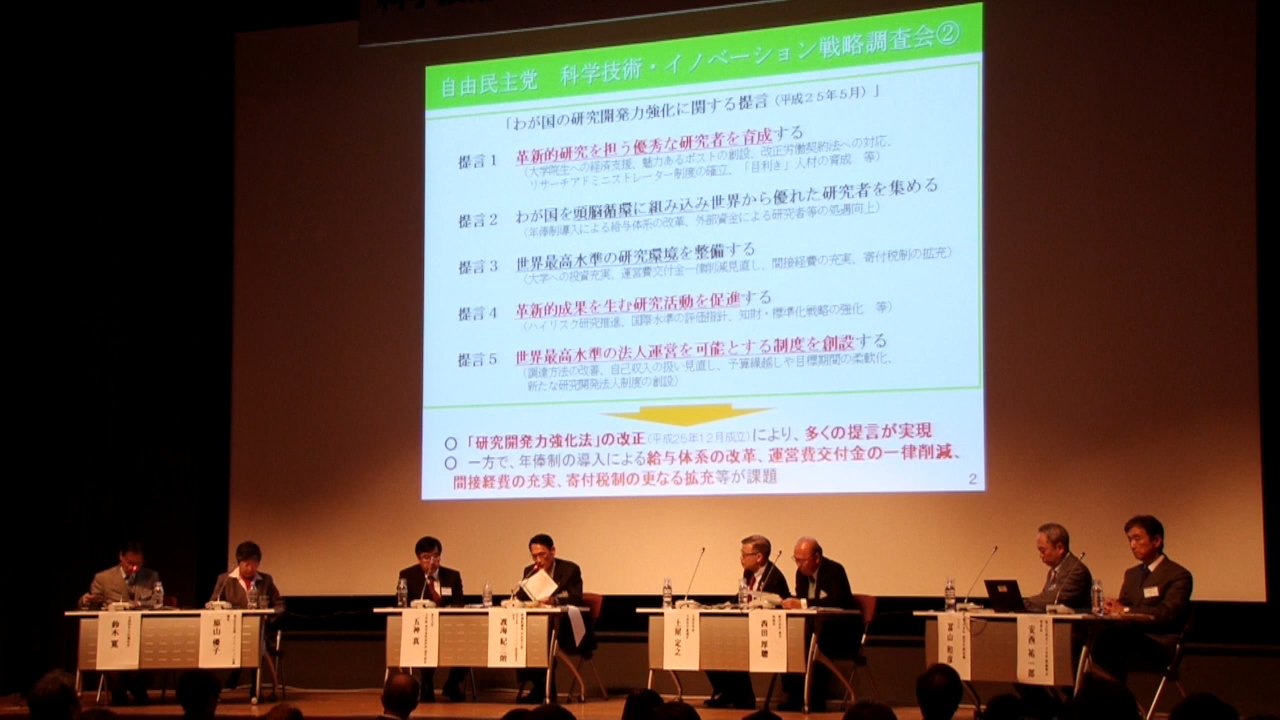 自由民主党　科学技術・イノベーション戦略調査会②
「わが国の研究開発力強化に関する提言（平成２５年５月）」
提言１　革新的研究を担う優秀な研究者を育成する
（大学院生への経済支援、魅力あるポストの創設、改正労働契約法への対応、
リサーチアドミニストレーター制度の確立、「目利き」人材の育成　等）
提言２　わが国を頭脳循環に組み込み世界から優れた研究者を集める
（年俸制導入による給与体系の改革、外部資金による研究者等の処遇向上）
提言３　世界最高水準の研究環境を整備する
（大学への投資充実、運営費交付金一律削減見直し、間接経費の充実、寄付税制の拡充）
提言４　革新的成果を生む研究活動を促進する
（ハイリスク研究推進、国際水準の評価指針、知財・標準化戦略の強化　等）
提言５　世界最高水準の法人運営を可能とする制度を創設する
（調達方法の改善、自己収入の扱い見直し、予算繰越しや目標期間の柔軟化、
新たな研究開発法人制度の創設）
○　「研究開発力強化法」の改正（平成25年12月成立）により、多くの提言が実現
○　一方で、年俸制の導入による給与体系の改革、運営費交付金の一律削減、
間接経費の充実、寄付税制の更なる拡充等が課題
2
鈴木 寛
原山 優子
五神 真
渡海 紀三朗
土屋 定之
西田 厚聰
安西 祐一郎